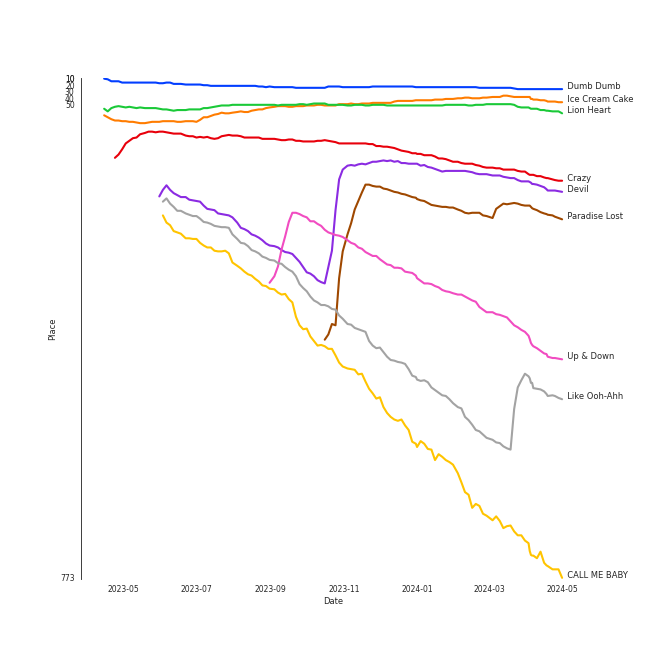 10
20
30
40
50
Dumb Dumb
Ice Cream Cake
Lion Heart
Crazy
Devil
Paradise Lost
Place
Up & Down
Like Ooh-Ahh
773
CALL ME BABY
2023-05 2023-07 2023-09 2023-11 2024-01 2024-03 2024-05
Date